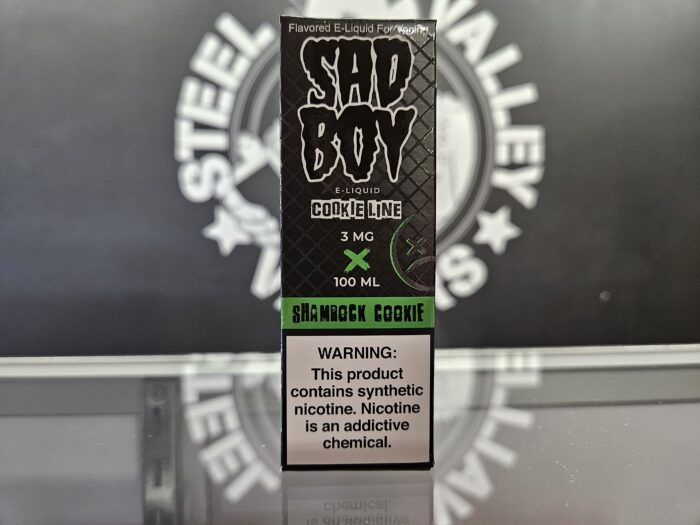 Flavored E-Liquid For Vaping
SAD
BOY
E-LIQUID
COOKIE LINE
3 MG
X
100 ML
SHAMROCK COOKIE
WARNING:
This product
contains synthetic
nicotine. Nicotine
is an addictive
chemical.
STEEL
VALLEY